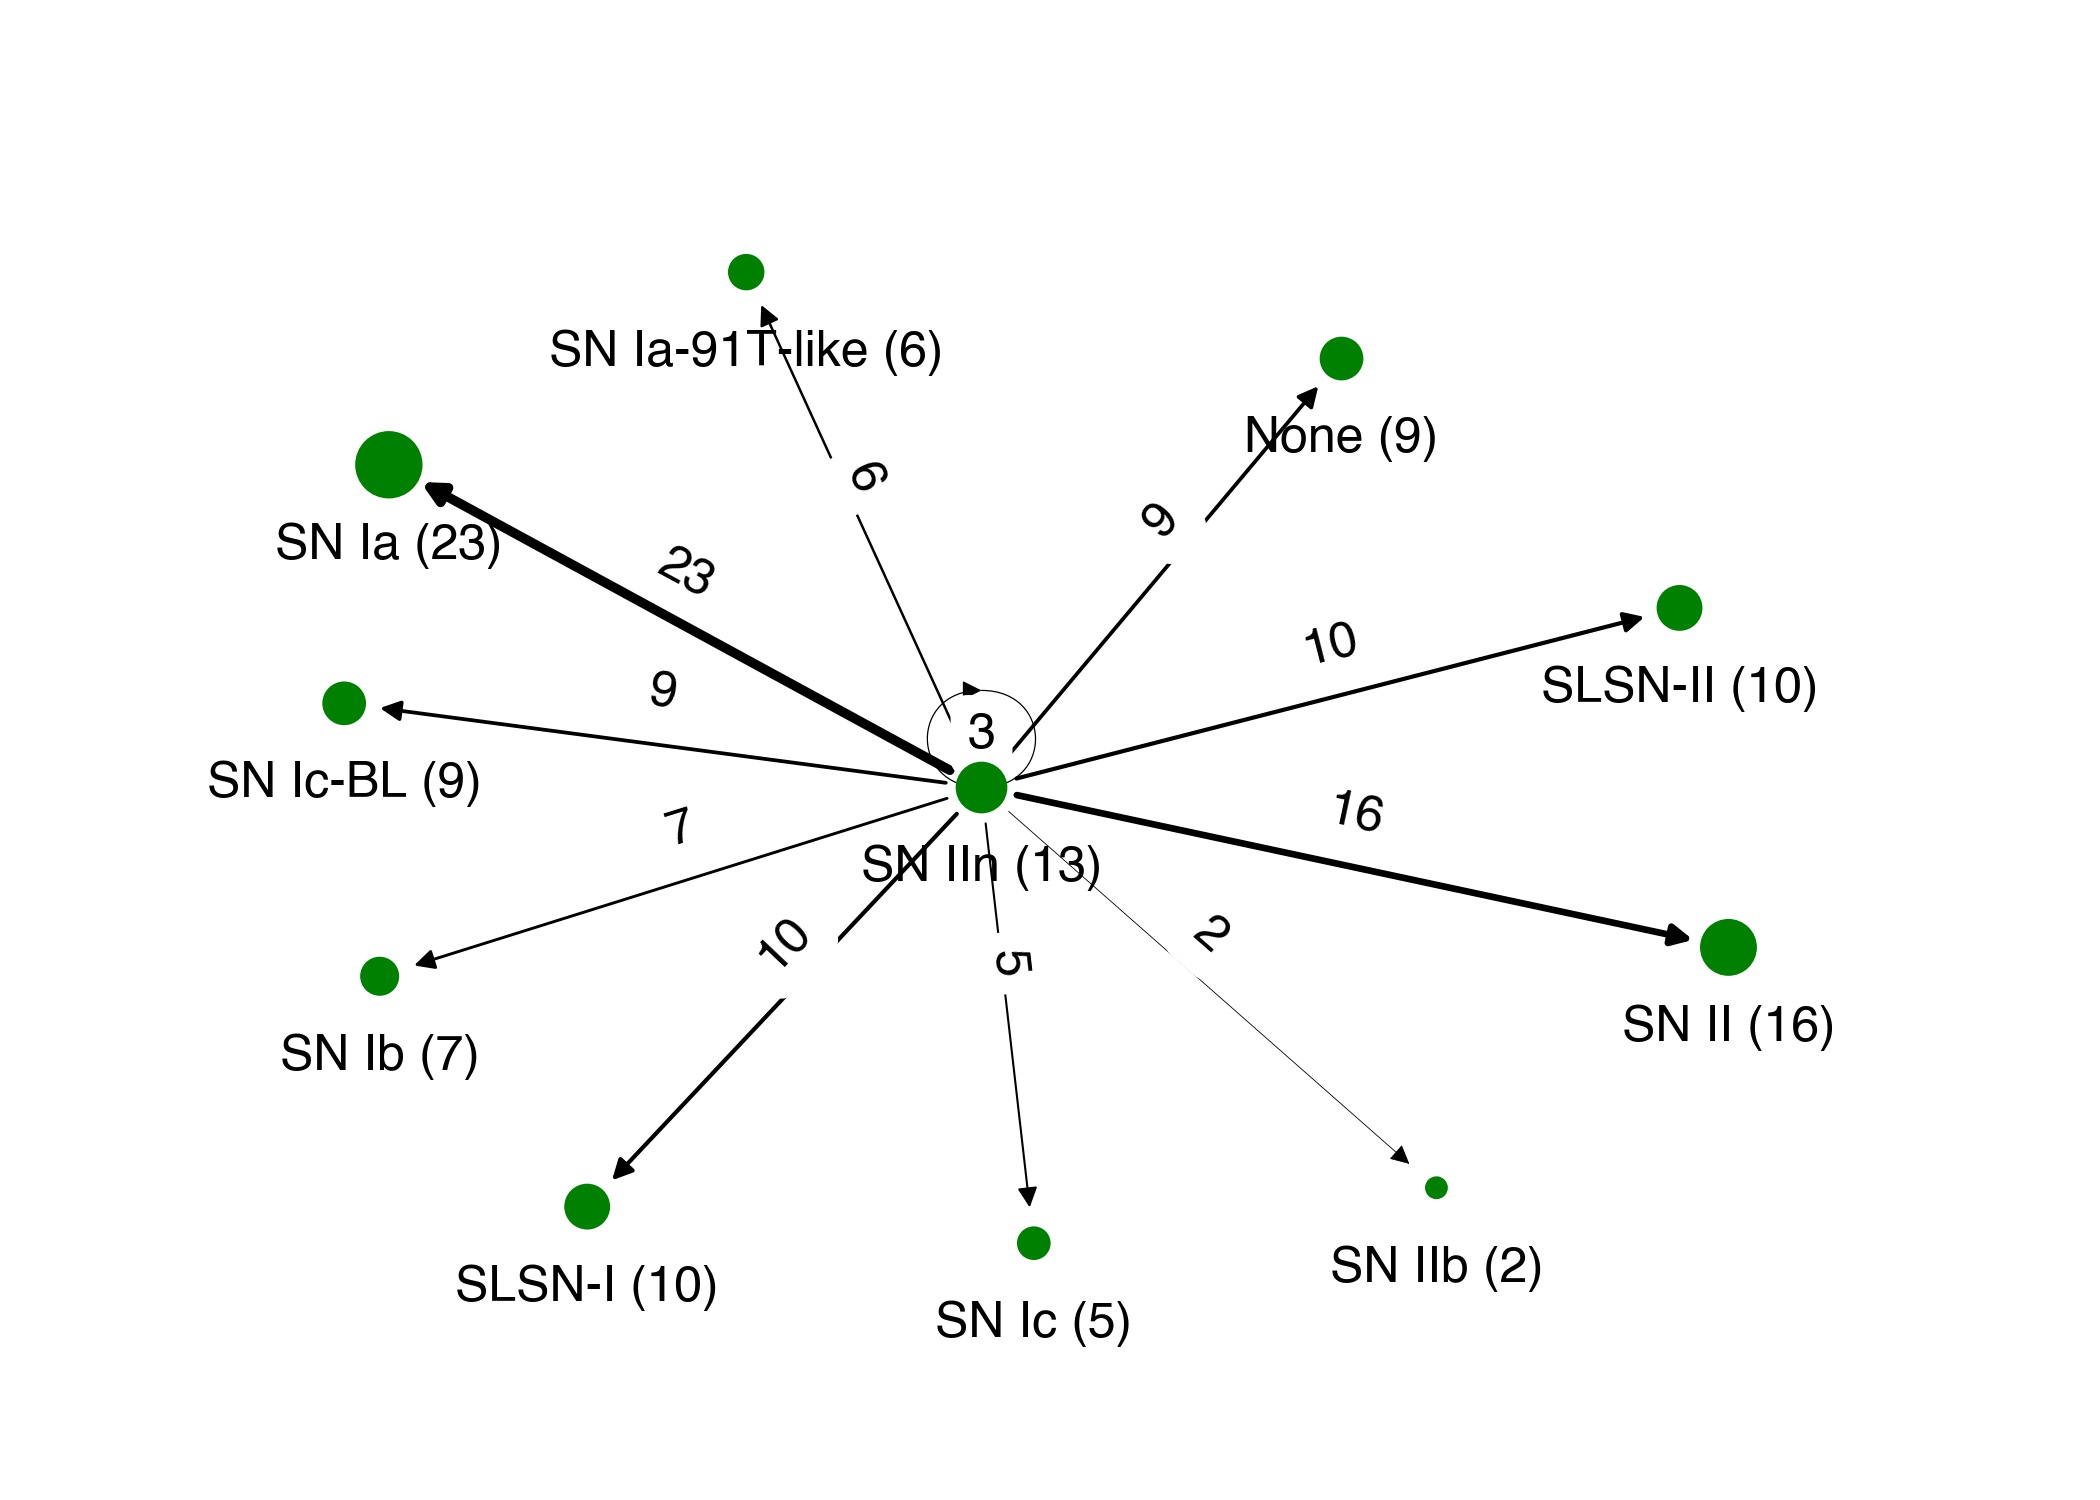 SN Ia-91T-like (6)
None (9)
6
9
SN Ia (23)
23
10
9
SLSN-II (10)
3
SN Ic-BL (9)
7
16
SN IIn (13)
10
5
2
SN II (16)
SN Ib (7)
SLSN-I (10)
SN IIb (2)
SN Ic (5)